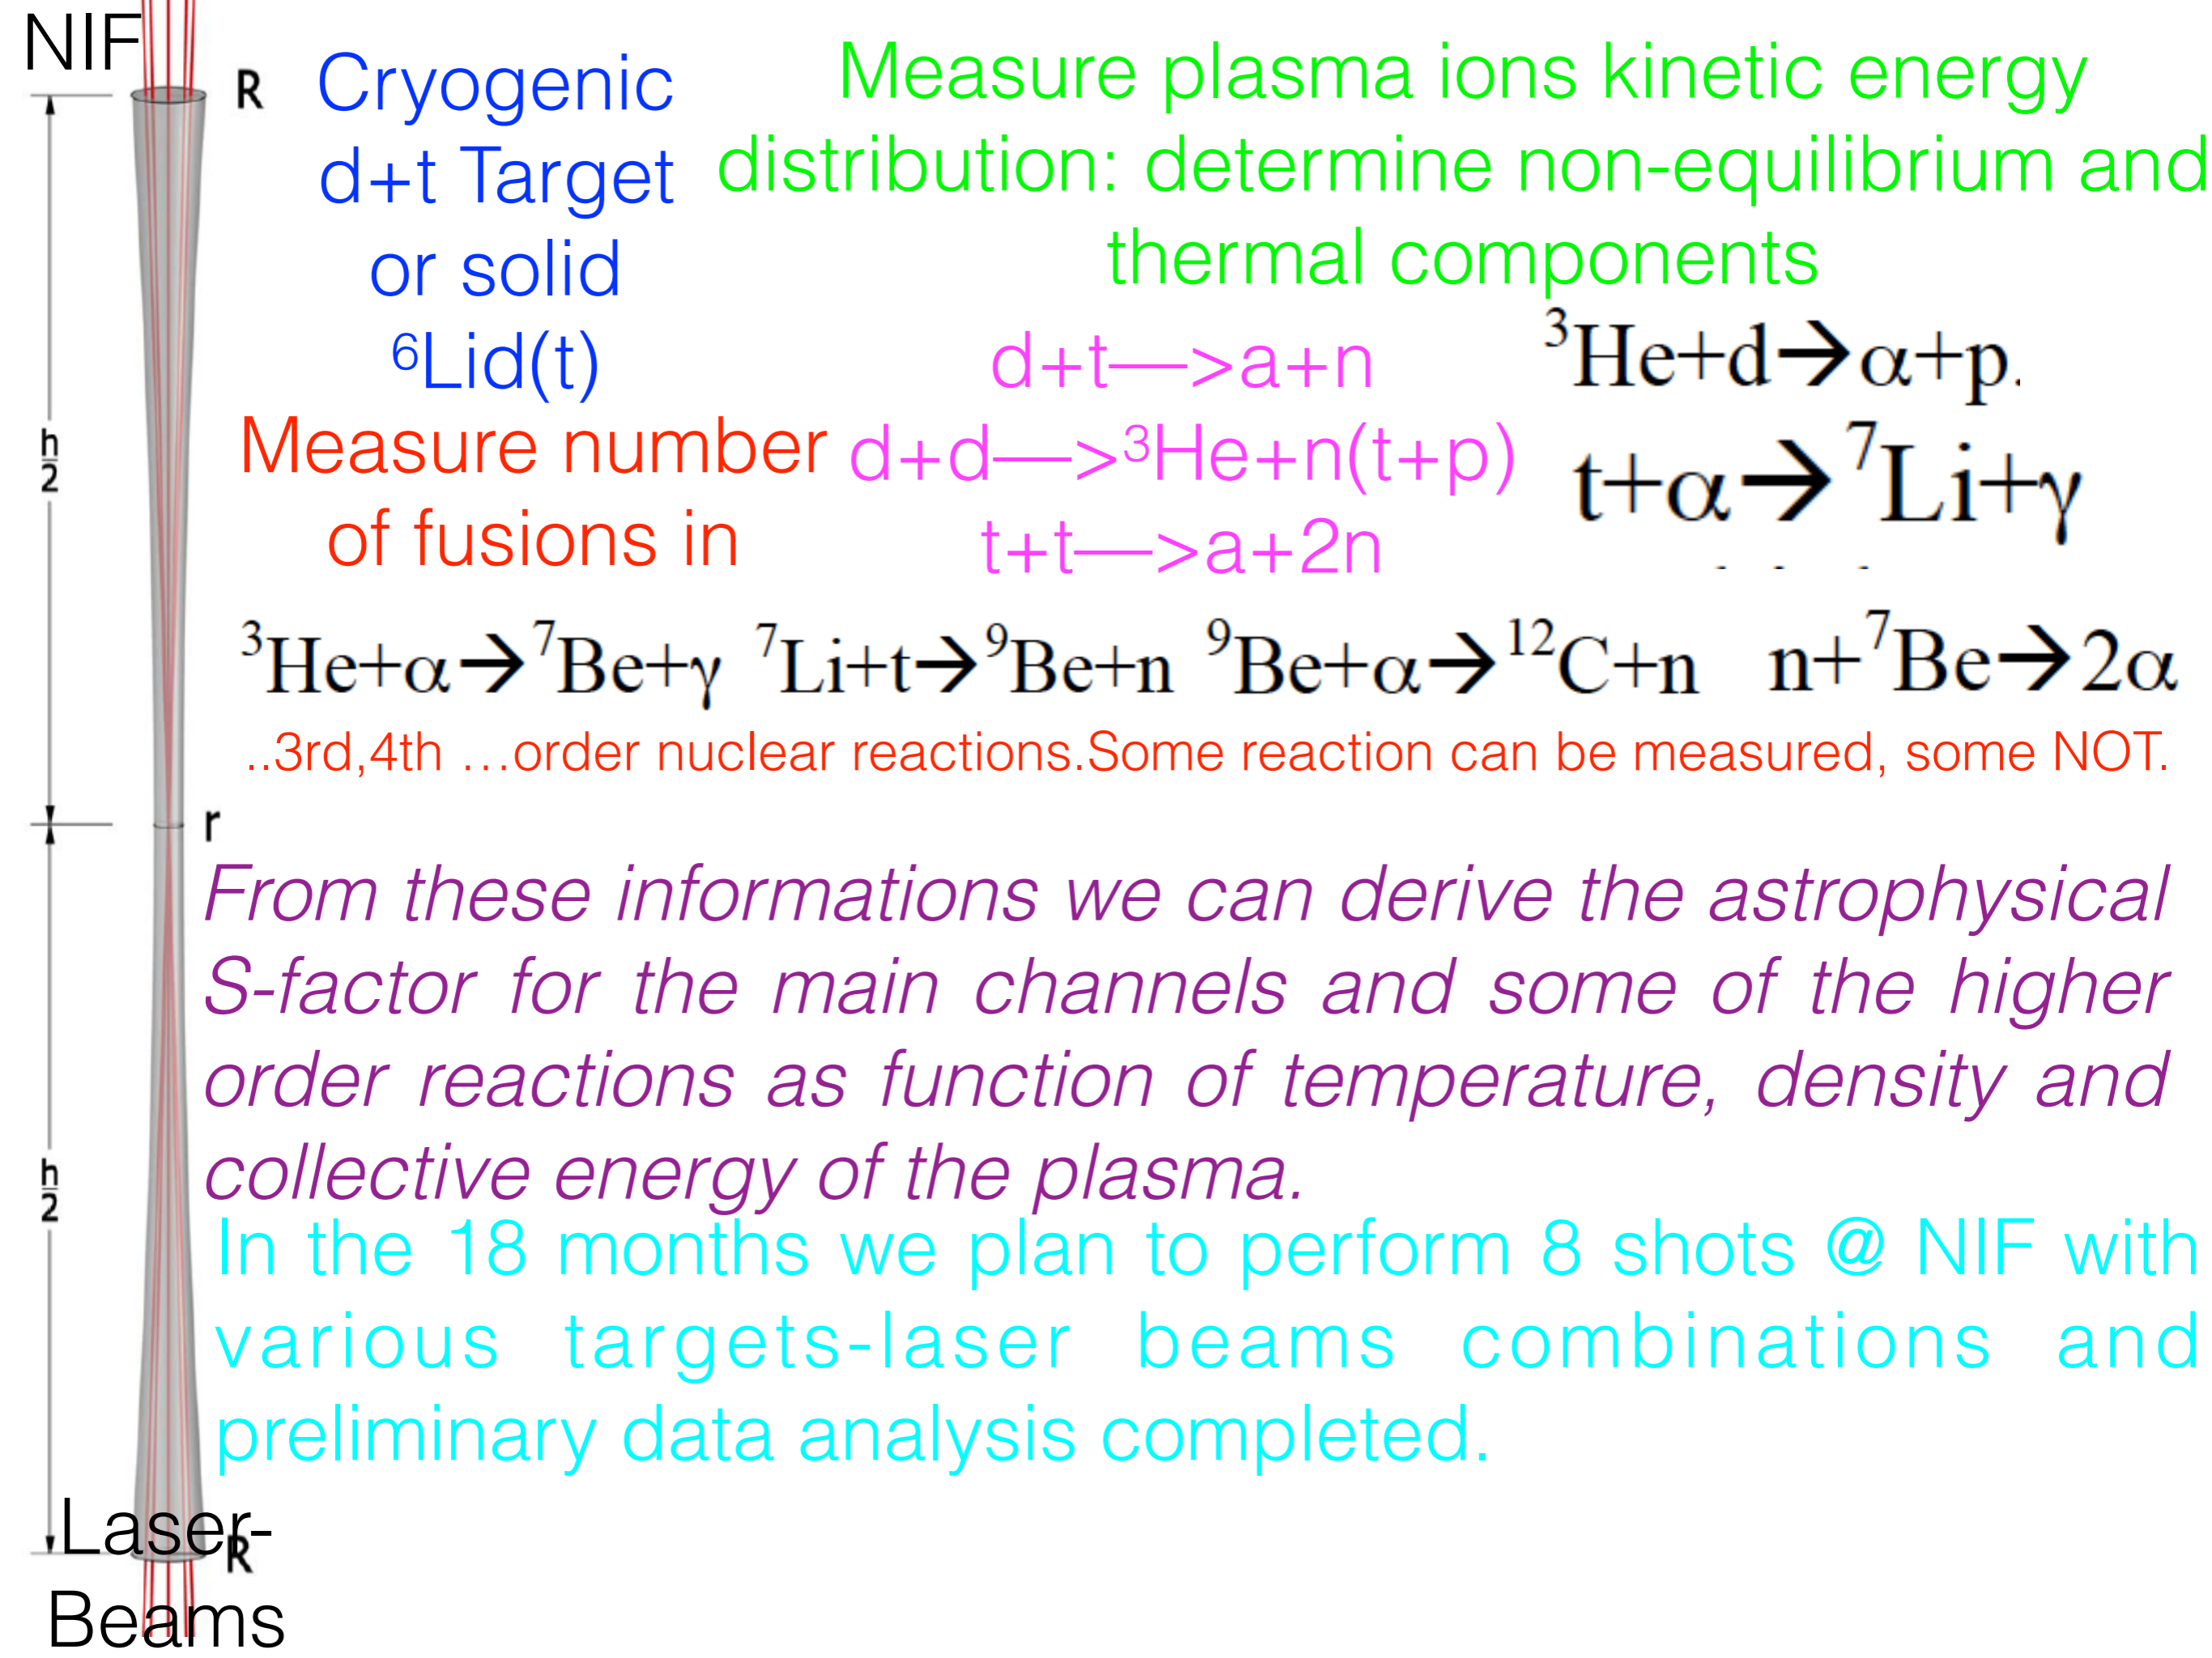 NIF
R
Cryogenic
d+t Target
or solid
⁶Lid(t)
Measure plasma ions kinetic energy
distribution: determine non-equilibrium and
thermal components
Measure number
of fusions in
d+t—>a+n
d+d—>³He+n(t+p)
t+t—>a+2n
³He+d→α+p.
t+α→⁷Li+γ
h
2
³He+α→⁷Be+γ ⁷Li+t→⁹Be+n ⁹Be+α→¹²C+n n+⁷Be→2α
..3rd,4th …order nuclear reactions.Some reaction can be measured, some NOT.
r
From these informations we can derive the astrophysical
S-factor for the main channels and some of the higher
order reactions as function of temperature, density and
collective energy of the plasma.
h
2
In the 18 months we plan to perform 8 shots @ NIF with
various targets-laser beams combinations and
preliminary data analysis completed.
Laser-
R
Beams